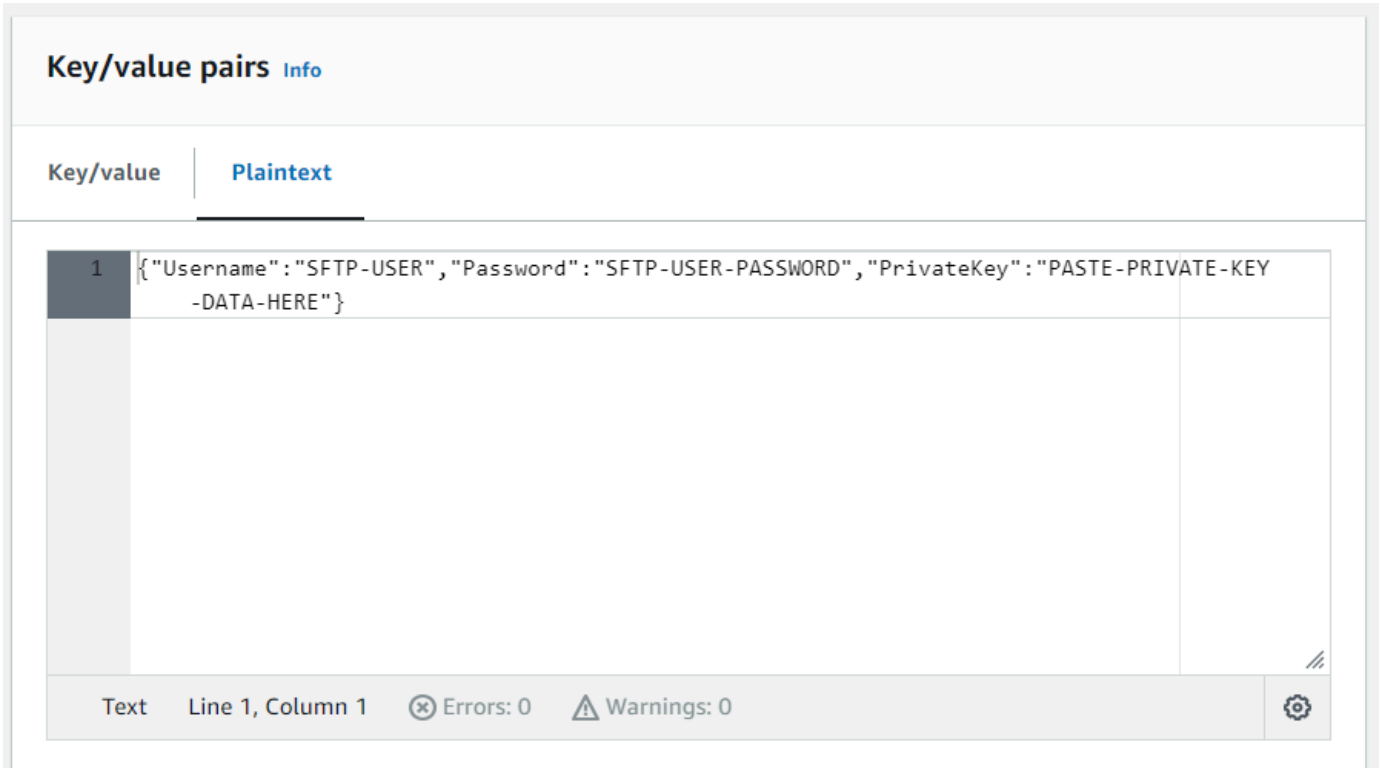 Key/value pairs Info
Key/value Plaintext
1 {"Username":"SFTP-USER","Password":"SFTP-USER-PASSWORD","PrivateKey":"PASTE-PRIVATE-KEY
-DATA-HERE"}
Text Line 1, Column 1 Errors: 0 Warnings: 0